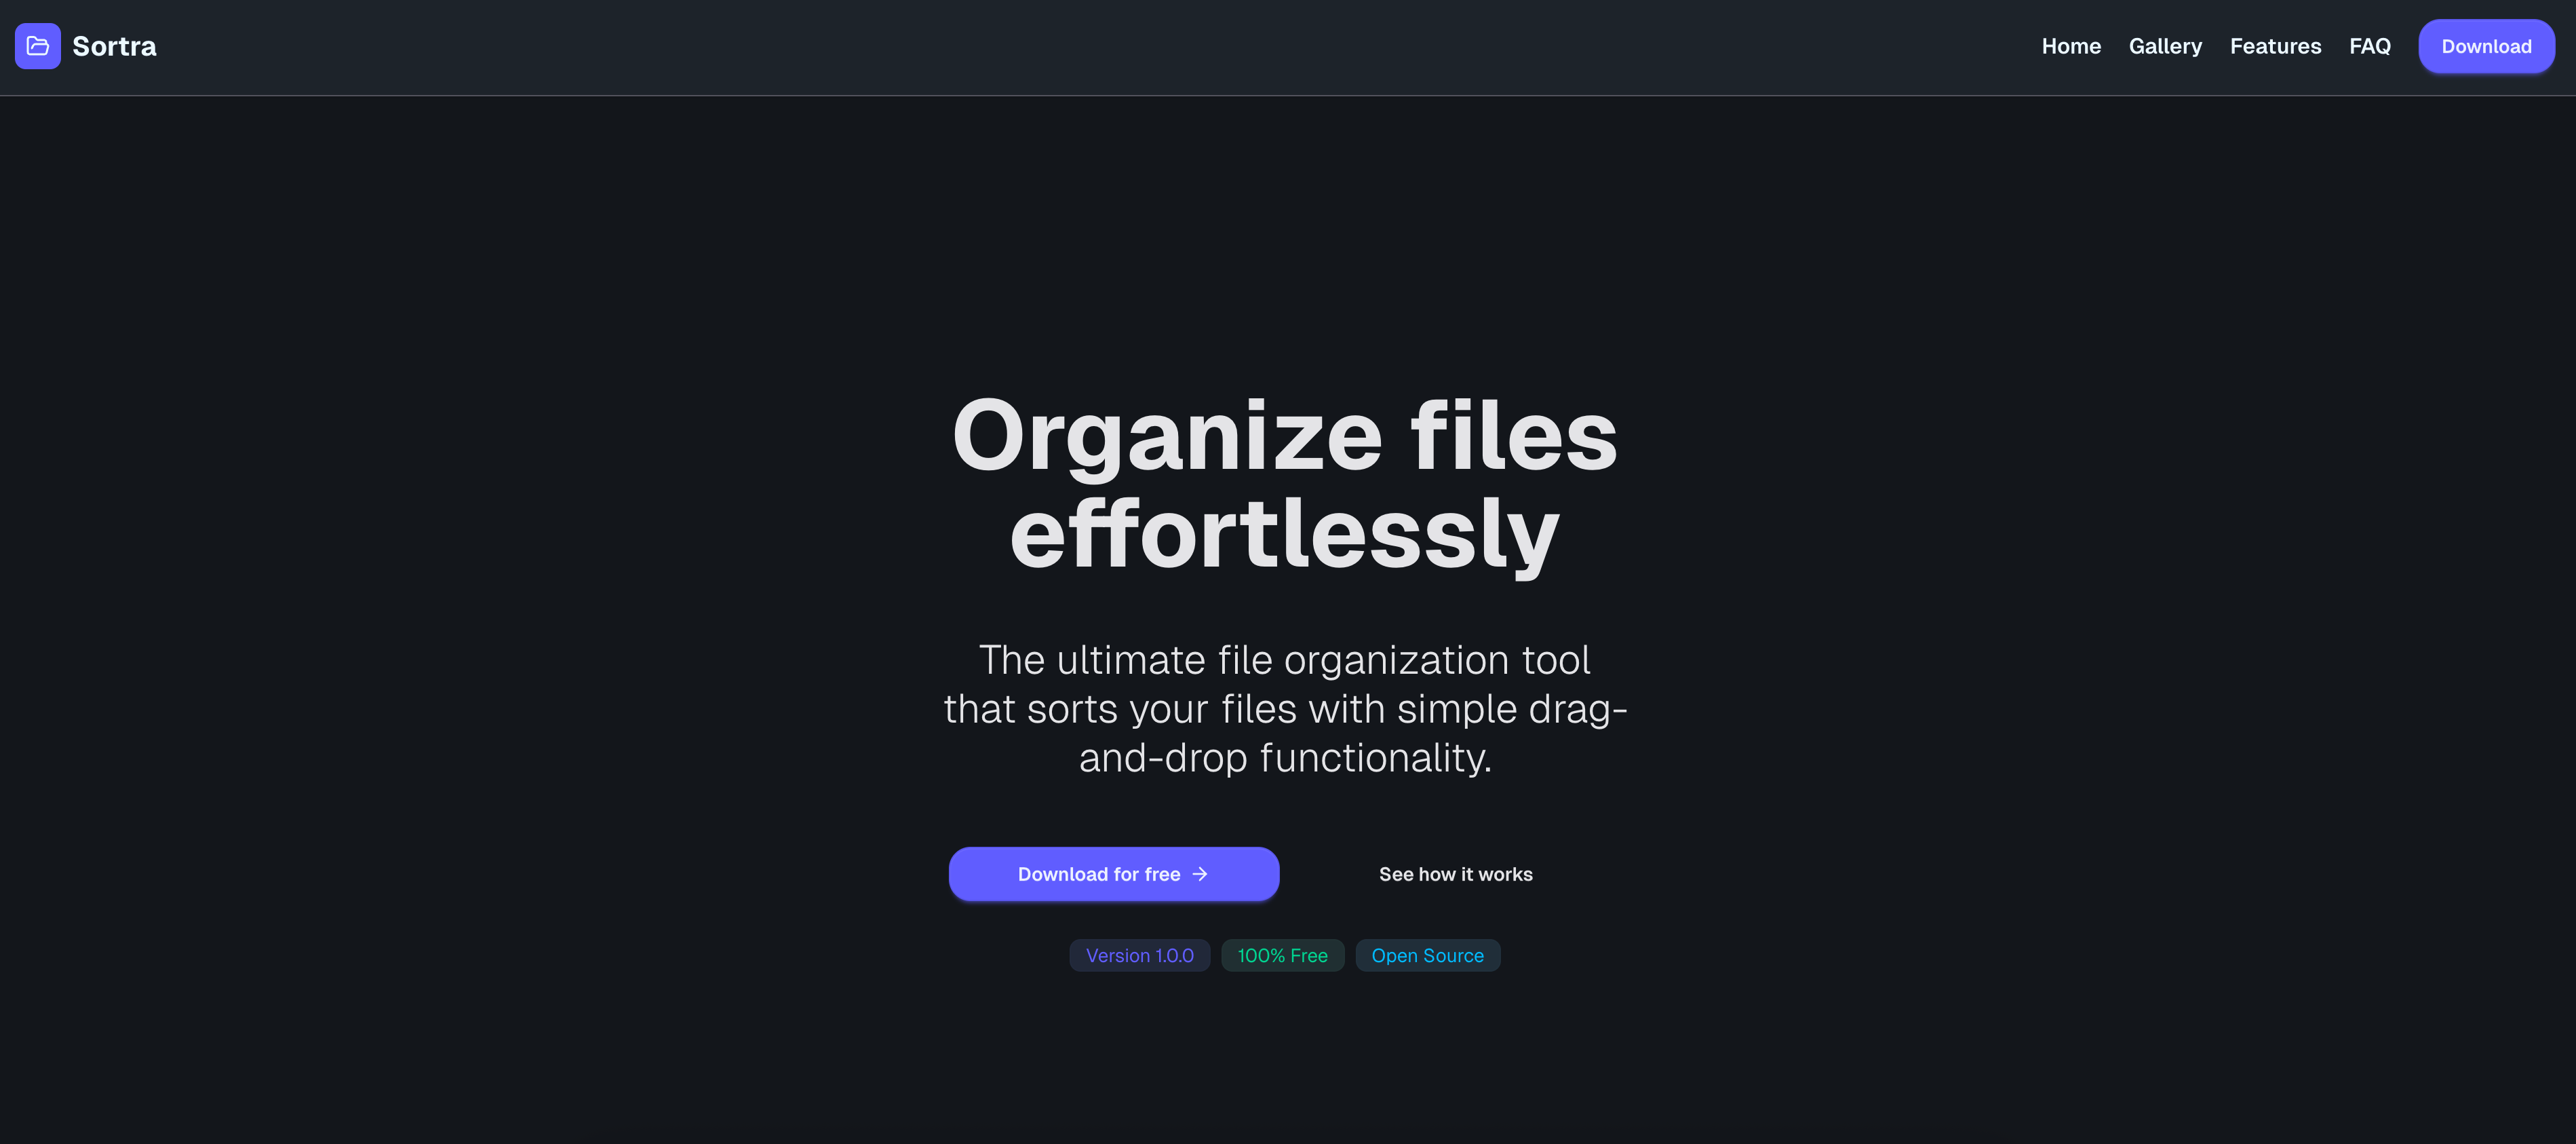 Sortra
Home Gallery Features FAQ Download
Organize files
effortlessly
The ultimate file organization tool
that sorts your files with simple drag-
and-drop functionality.
Download for free → See how it works
Version 1.0.0 100% Free Open Source